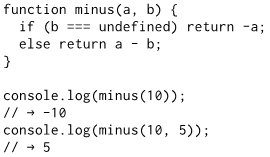 function minus(a, b) {
  if (b === undefined) return -a;
  else return a - b;
}

console.log(minus(10));
// → -10
console.log(minus(10, 5));
// → 5